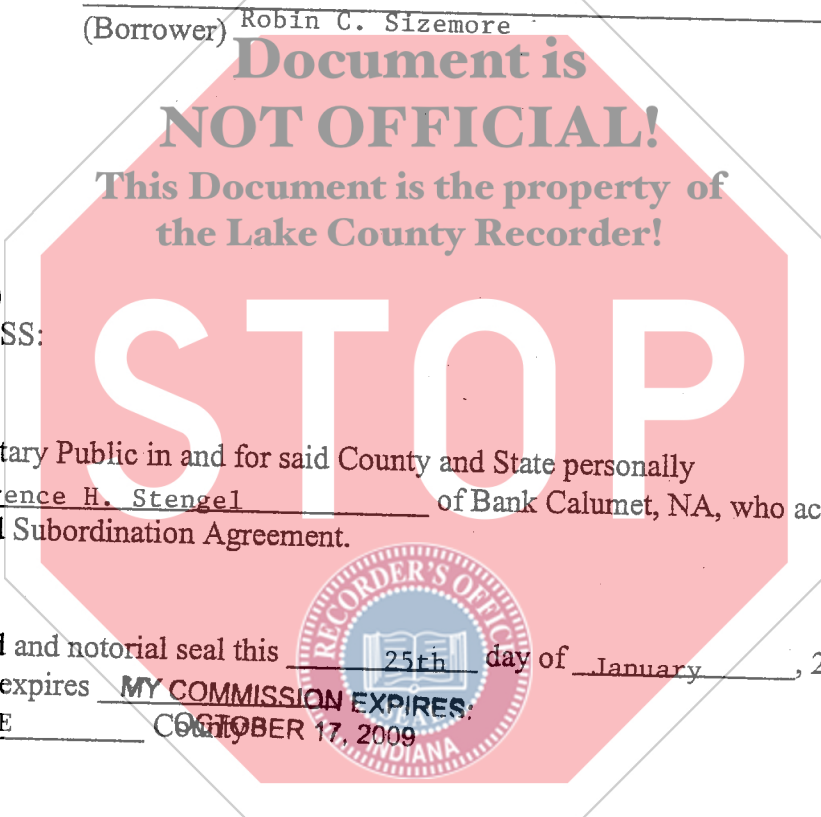 (Borrower) Robin C. Sizemore
Document is
NOT OFFICIAL!
This Document is the property of
the Lake County Recorder!
SS:
STOP
tary Public in and for said County and State personally
ence H. Stengel of Bank Calumet, NA, who ac
Subordination Agreement.
RECORDER'S OFFIC
SEAL
INDIANA
and notorial seal this 25th day of January, 2
expires MY COMMISSION EXPIRES:
E County OCTOBER 17, 2009